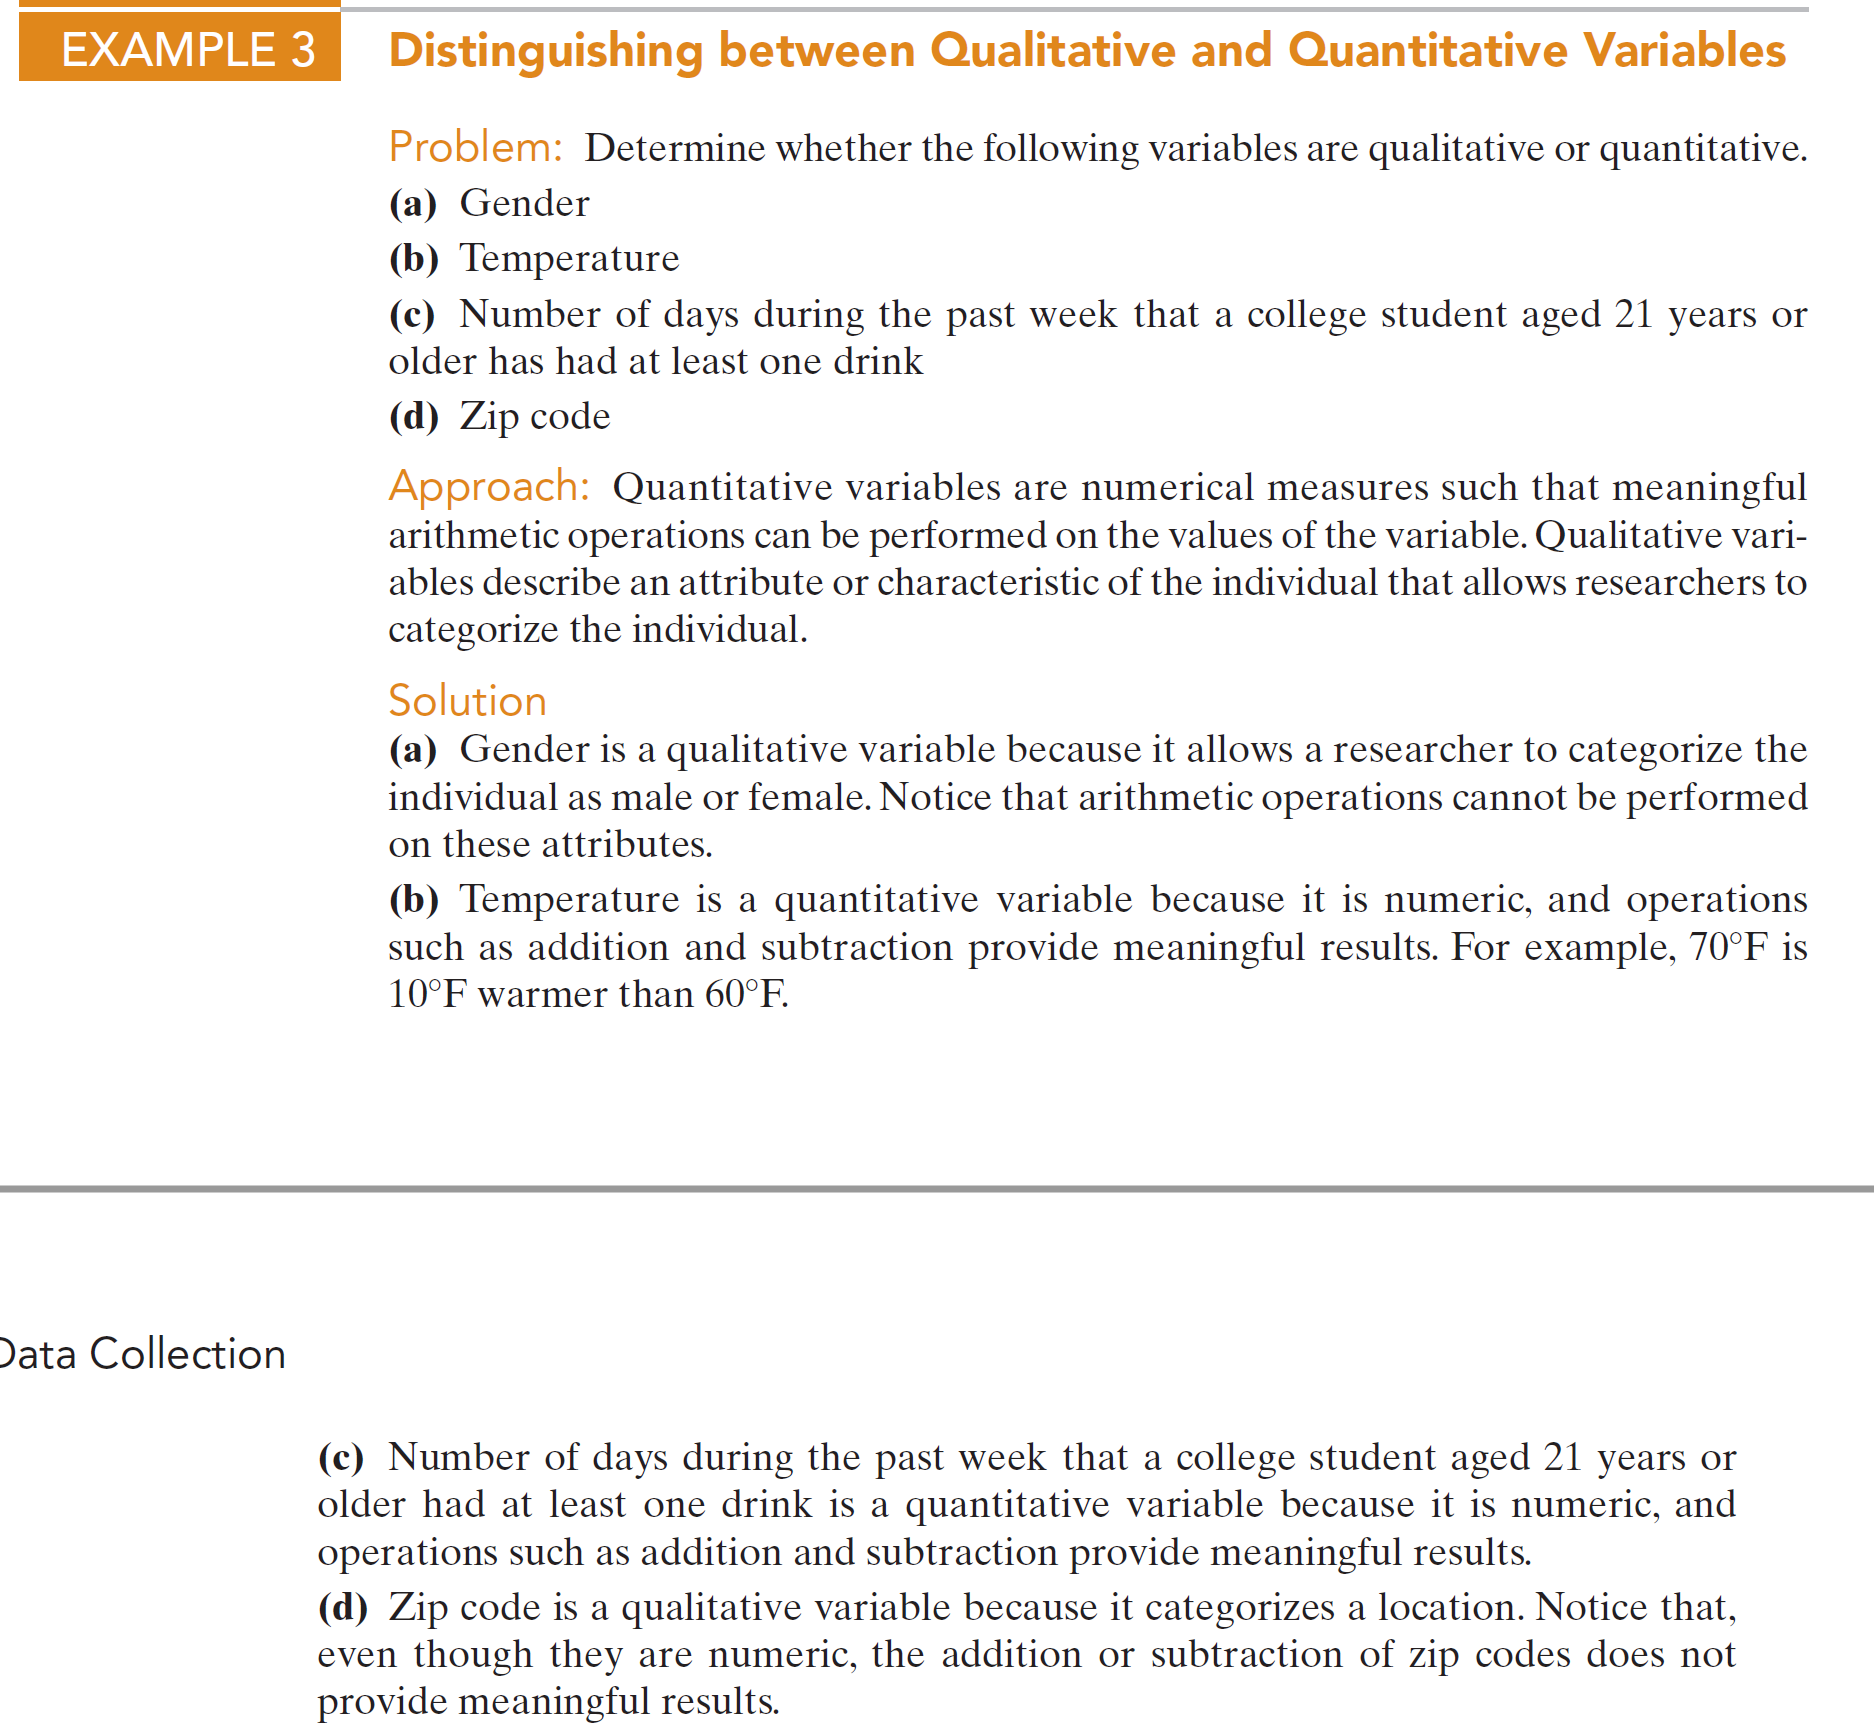 EXAMPLE 3 Distinguishing between Qualitative and Quantitative Variables
Problem: Determine whether the following variables are qualitative or quantitative.
(a) Gender
(b) Temperature
(c) Number of days during the past week that a college student aged 21 years or
older has had at least one drink
(d) Zip code
Approach: Quantitative variables are numerical measures such that meaningful
arithmetic operations can be performed on the values of the variable. Qualitative vari-
ables describe an attribute or characteristic of the individual that allows researchers to
categorize the individual.
Solution
(a) Gender is a qualitative variable because it allows a researcher to categorize the
individual as male or female. Notice that arithmetic operations cannot be performed
on these attributes.
(b) Temperature is a quantitative variable because it is numeric, and operations
such as addition and subtraction provide meaningful results. For example, 70°F is
10°F warmer than 60°F.
Data Collection
(c) Number of days during the past week that a college student aged 21 years or
older had at least one drink is a quantitative variable because it is numeric, and
operations such as addition and subtraction provide meaningful results.
(d) Zip code is a qualitative variable because it categorizes a location. Notice that,
even though they are numeric, the addition or subtraction of zip codes does not
provide meaningful results.